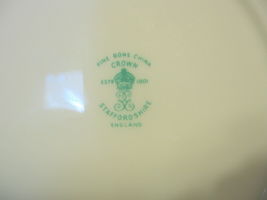 FINE BONE CHINA
CROWN
ESTD 1801
STAFFORDSHIRE
ENGLAND